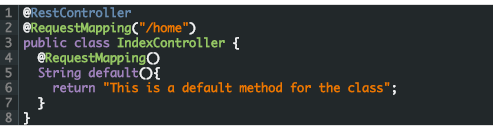 1 @RestController
2 @RequestMapping("/home")
3 public class IndexController {
4   @RequestMapping()
5   String default(){
6     return "This is a default method for the class";
7   }
8 }